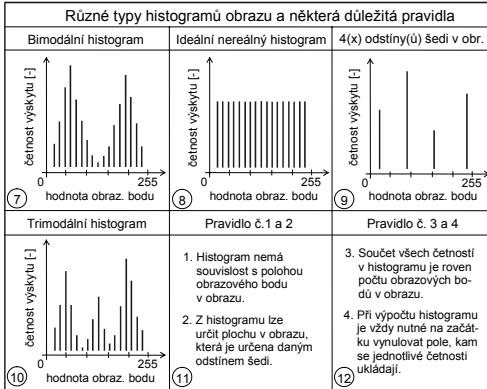 Různé typy histogramů obrazu a některá důležitá pravidla
Bimodální histogram
četnost výskytu [-]
0
255
hodnota obraz. bodu
7
Ideální nereálný histogram
četnost výskytu [-]
0
255
hodnota obraz. bodu
8
4(x) odstíny(ů) šedi v obr.
četnost výskytu [-]
0
255
hodnota obraz. bodu
9
Trimodální histogram
četnost výskytu [-]
0
255
hodnota obraz. bodu
10
Pravidlo č.1 a 2
1. Histogram nemá
souvislost s polohou
obrazového bodu
v obrazu.
2. Z histogramu lze
určit plochu v obrazu,
která je určena daným
odstínem šedi.
11
Pravidlo č. 3 a 4
3. Součet všech četností
v histogramu je roven
počtu obrazových bo-
dů v obrazu.
4. Při výpočtu histogramu
je vždy nutné na začát-
ku vynulovat pole, kam
se jednotlivé četnosti
ukládají.
12